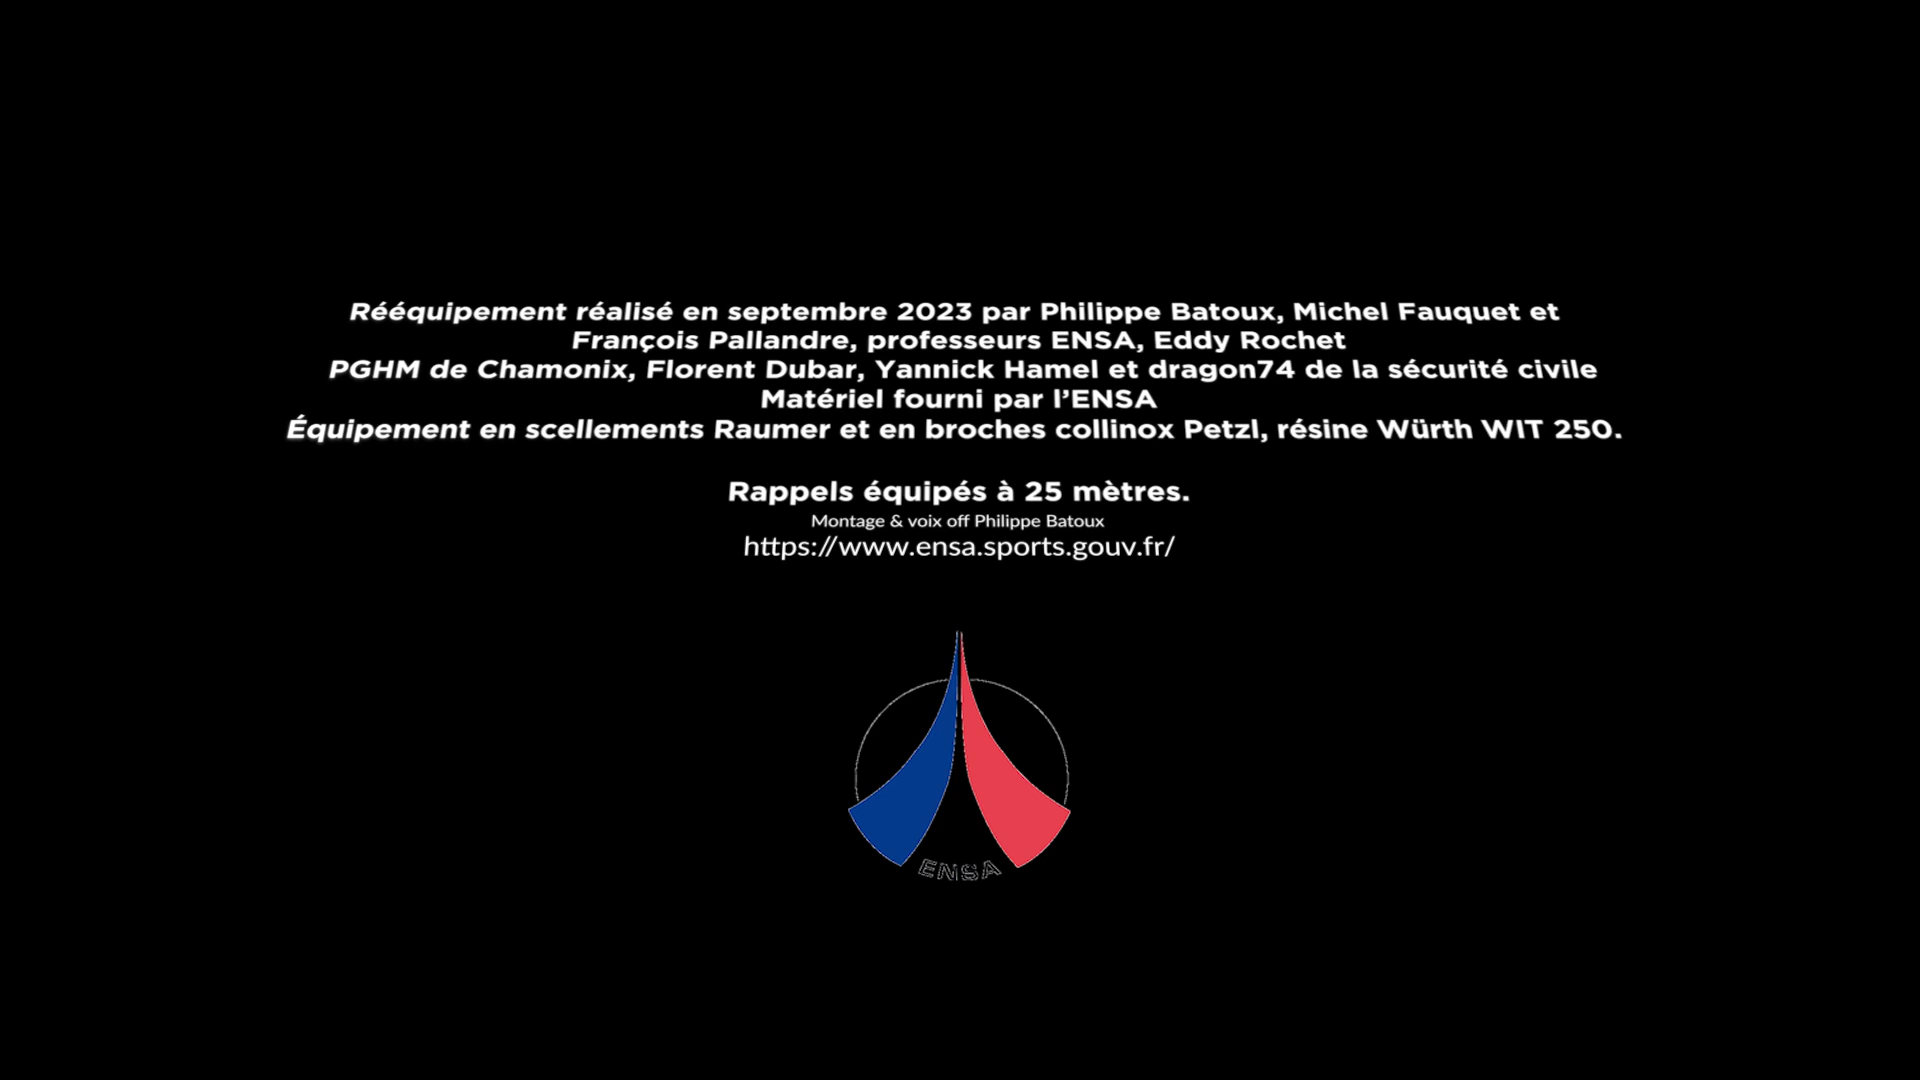 Rééquipement réalisé en septembre 2023 par Philippe Batoux, Michel Fauquet et
François Pallandre, professeurs ENSA, Eddy Rochet
PGHM de Chamonix, Florent Dubar, Yannick Hamel et dragon74 de la sécurité civile
Matériel fourni par l’ENSA
Équipement en scellements Raumer et en broches collinox Petzl, résine Würth WIT 250.
Rappels équipés à 25 mètres.
Montage & voix off Philippe Batoux
https://www.ensa.sports.gouv.fr/
ENSA